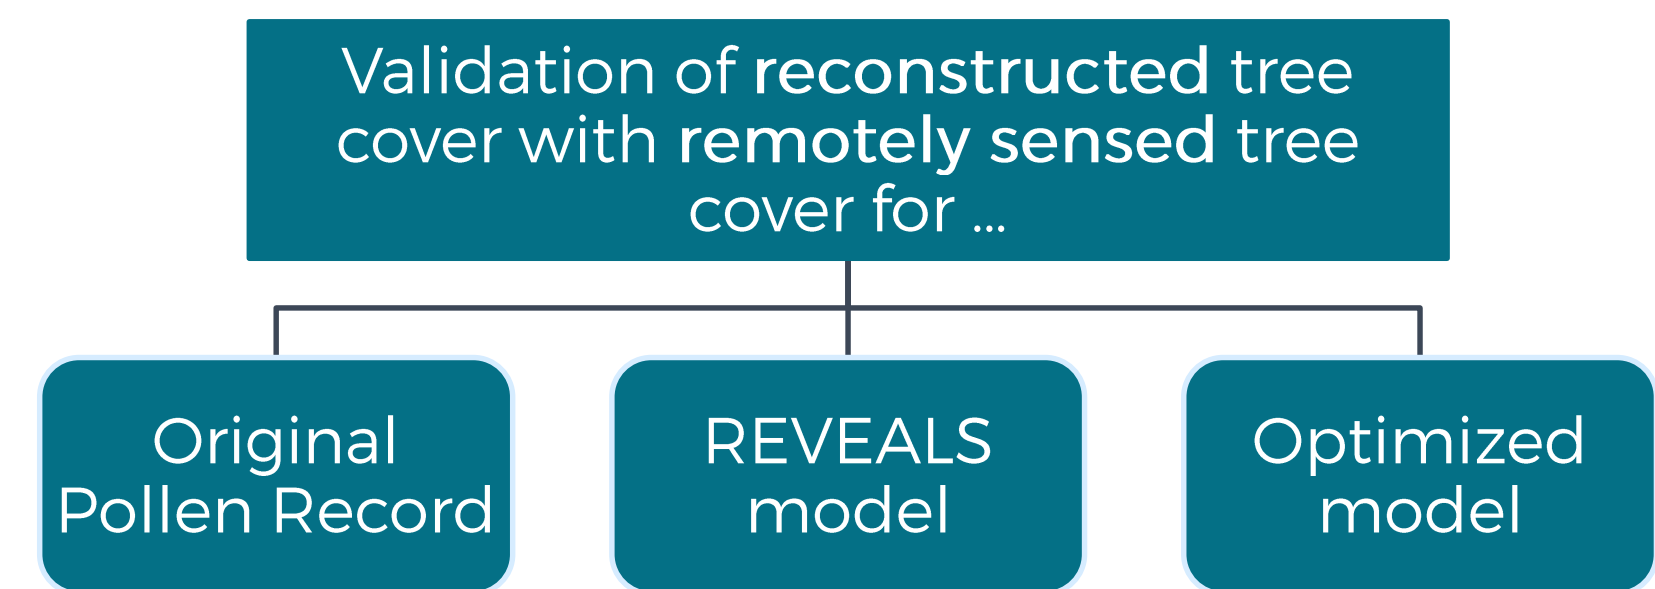 Validation of reconstructed tree
cover with remotely sensed tree
cover for ...
Original
Pollen Record
REVEALS
model
Optimized
model